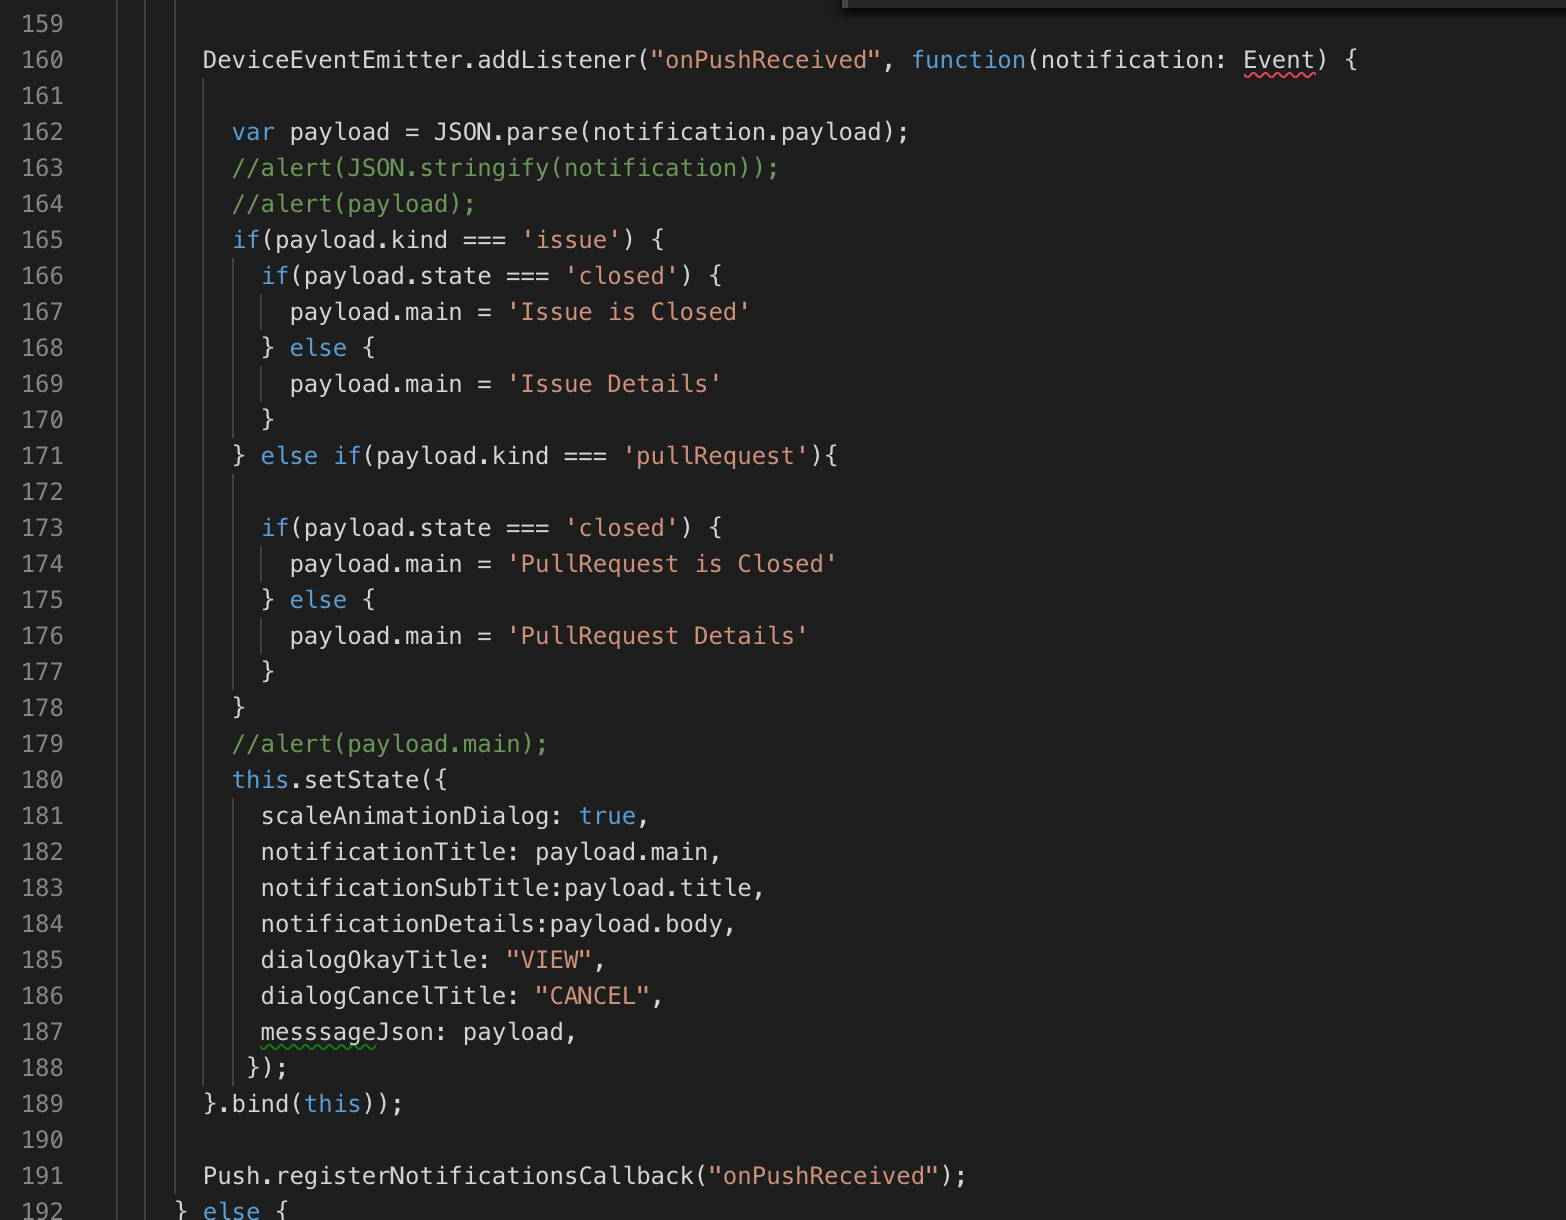 159
160 DeviceEventEmitter.addListener("onPushReceived", function(notification: Event) {
161
162 var payload = JSON.parse(notification.payload);
163 //alert(JSON.stringify(notification));
164 //alert(payload);
165 if(payload.kind === 'issue') {
166 if(payload.state === 'closed') {
167 payload.main = 'Issue is Closed'
168 } else {
169 payload.main = 'Issue Details'
170 }
171 } else if(payload.kind === 'pullRequest'){
172
173 if(payload.state === 'closed') {
174 payload.main = 'PullRequest is Closed'
175 } else {
176 payload.main = 'PullRequest Details'
177 }
178 }
179 //alert(payload.main);
180 this.setState({
181 scaleAnimationDialog: true,
182 notificationTitle: payload.main,
183 notificationSubTitle:payload.title,
184 notificationDetails:payload.body,
185 dialogOkayTitle: "VIEW",
186 dialogCancelTitle: "CANCEL",
187 messsageJson: payload,
188 });
189 }.bind(this));
190
191 Push.registerNotificationsCallback("onPushReceived");
192 } else {